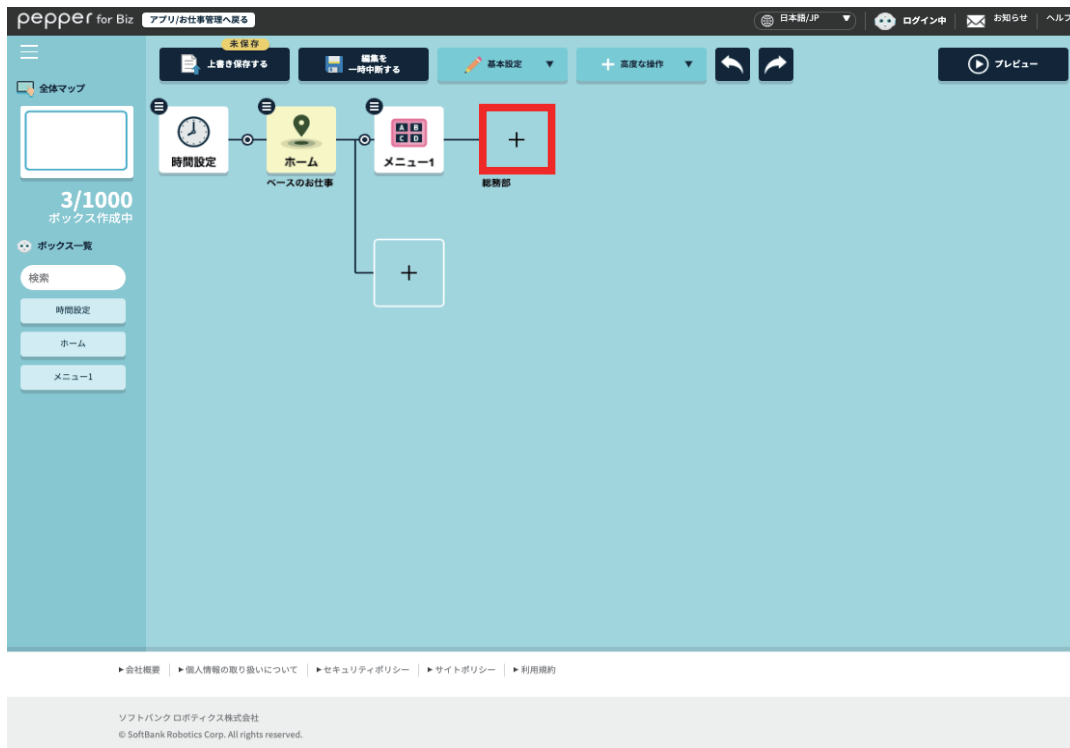 pepper for Biz
アプリ/お仕事管理へ戻る
日本語/JP ▼
ログイン中
お知らせ
ヘルプ
全体マップ
3/1000
ボックス作成中
ボックス一覧
検索
時間設定
ホーム
メニュー1
未保存
上書き保存する
編集を
一時中断する
基本設定 ▼
高度な操作 ▼
プレビュー
時間設定
ホーム
ベースのお仕事
A B
C D
メニュー1
+
総務部
+
▶会社概要
▶個人情報の取り扱いについて
▶セキュリティポリシー
▶サイトポリシー
▶利用規約
ソフトバンク ロボティクス株式会社
© SoftBank Robotics Corp. All rights reserved.